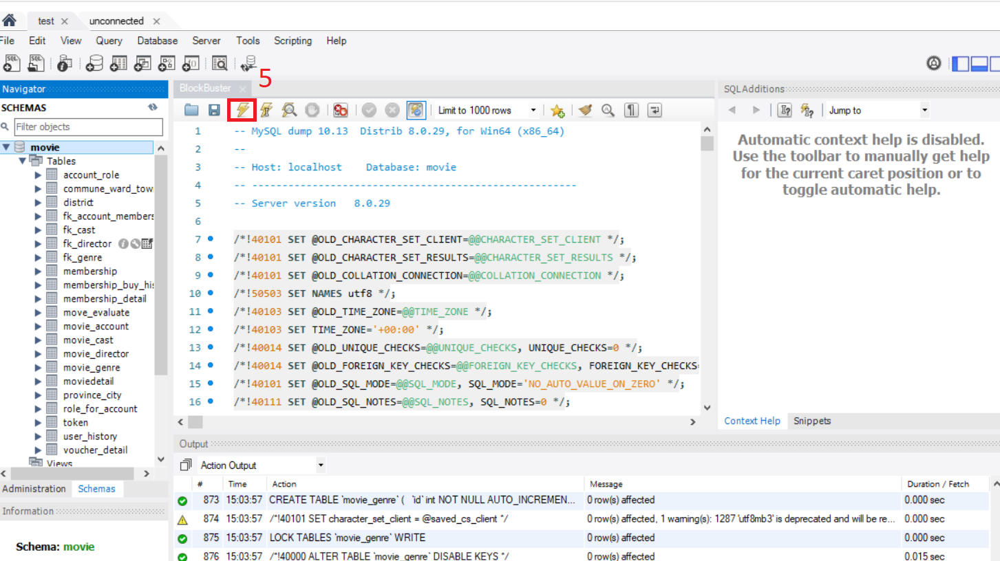 test
unconnected
File Edit View Query Database Server Tools Scripting Help
5
Navigator
SCHEMAS
Filter objects
movie
Tables
account_role
commune_ward_tow
district
fk_account_members
fk_cast
fk_director
fk_genre
membership
membership_buy_his
membership_detail
move_evaluate
movie_account
movie_cast
movie_director
movie_genre
moviedetail
province_city
role_for_account
token
user_history
voucher_detail
Views
Administration Schemas
Information
Schema: movie
BlockBuster
Limit to 1000 rows
1 -- MySQL dump 10.13  Distrib 8.0.29, for Win64 (x86_64)
2 --
3 -- Host: localhost    Database: movie
4 -- ------------------------------------------------------
5 -- Server version   8.0.29
6
7 /*!40101 SET @OLD_CHARACTER_SET_CLIENT=@@CHARACTER_SET_CLIENT */;
8 /*!40101 SET @OLD_CHARACTER_SET_RESULTS=@@CHARACTER_SET_RESULTS */;
9 /*!40101 SET @OLD_COLLATION_CONNECTION=@@COLLATION_CONNECTION */;
10 /*!50503 SET NAMES utf8 */;
11 /*!40103 SET @OLD_TIME_ZONE=@@TIME_ZONE */;
12 /*!40103 SET TIME_ZONE='+00:00' */;
13 /*!40014 SET @OLD_UNIQUE_CHECKS=@@UNIQUE_CHECKS, UNIQUE_CHECKS=0 */;
14 /*!40014 SET @OLD_FOREIGN_KEY_CHECKS=@@FOREIGN_KEY_CHECKS, FOREIGN_KEY_CHECKS=
15 /*!40101 SET @OLD_SQL_MODE=@@SQL_MODE, SQL_MODE='NO_AUTO_VALUE_ON_ZERO' */;
16 /*!40111 SET @OLD_SQL_NOTES=@@SQL_NOTES, SQL_NOTES=0 */;
SQLAdditions
Jump to
Automatic context help is disabled.
Use the toolbar to manually get help
for the current caret position or to
toggle automatic help.
Context Help Snippets
Output
Action Output
# Time Action Message Duration / Fetch
873 15:03:57 CREATE TABLE `movie_genre` (   `id` int NOT NULL AUTO_INCREMEN... 0 row(s) affected 0.000 sec
874 15:03:57 /*!40101 SET character_set_client = @saved_cs_client */ 0 row(s) affected, 1 warning(s): 1287 'utf8mb3' is deprecated and will be re... 0.000 sec
875 15:03:57 LOCK TABLES `movie_genre` WRITE 0 row(s) affected 0.000 sec
876 15:03:57 /*!40000 ALTER TABLE `movie_genre` DISABLE KEYS */ 0 row(s) affected 0.015 sec